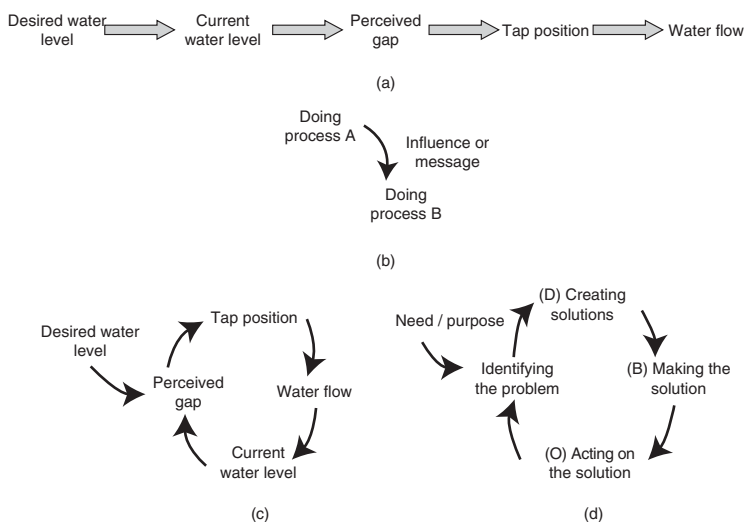 Desired water
level
Current
water level
Perceived
gap
Tap position
Water flow
(a)
Doing
process A
Influence or
message
Doing
process B
(b)
Desired water
level
Tap position
Perceived
gap
Water flow
Current
water level
(c)
Need / purpose
(D) Creating
solutions
Identifying
the problem
(B) Making the
solution
(O) Acting on
the solution
(d)